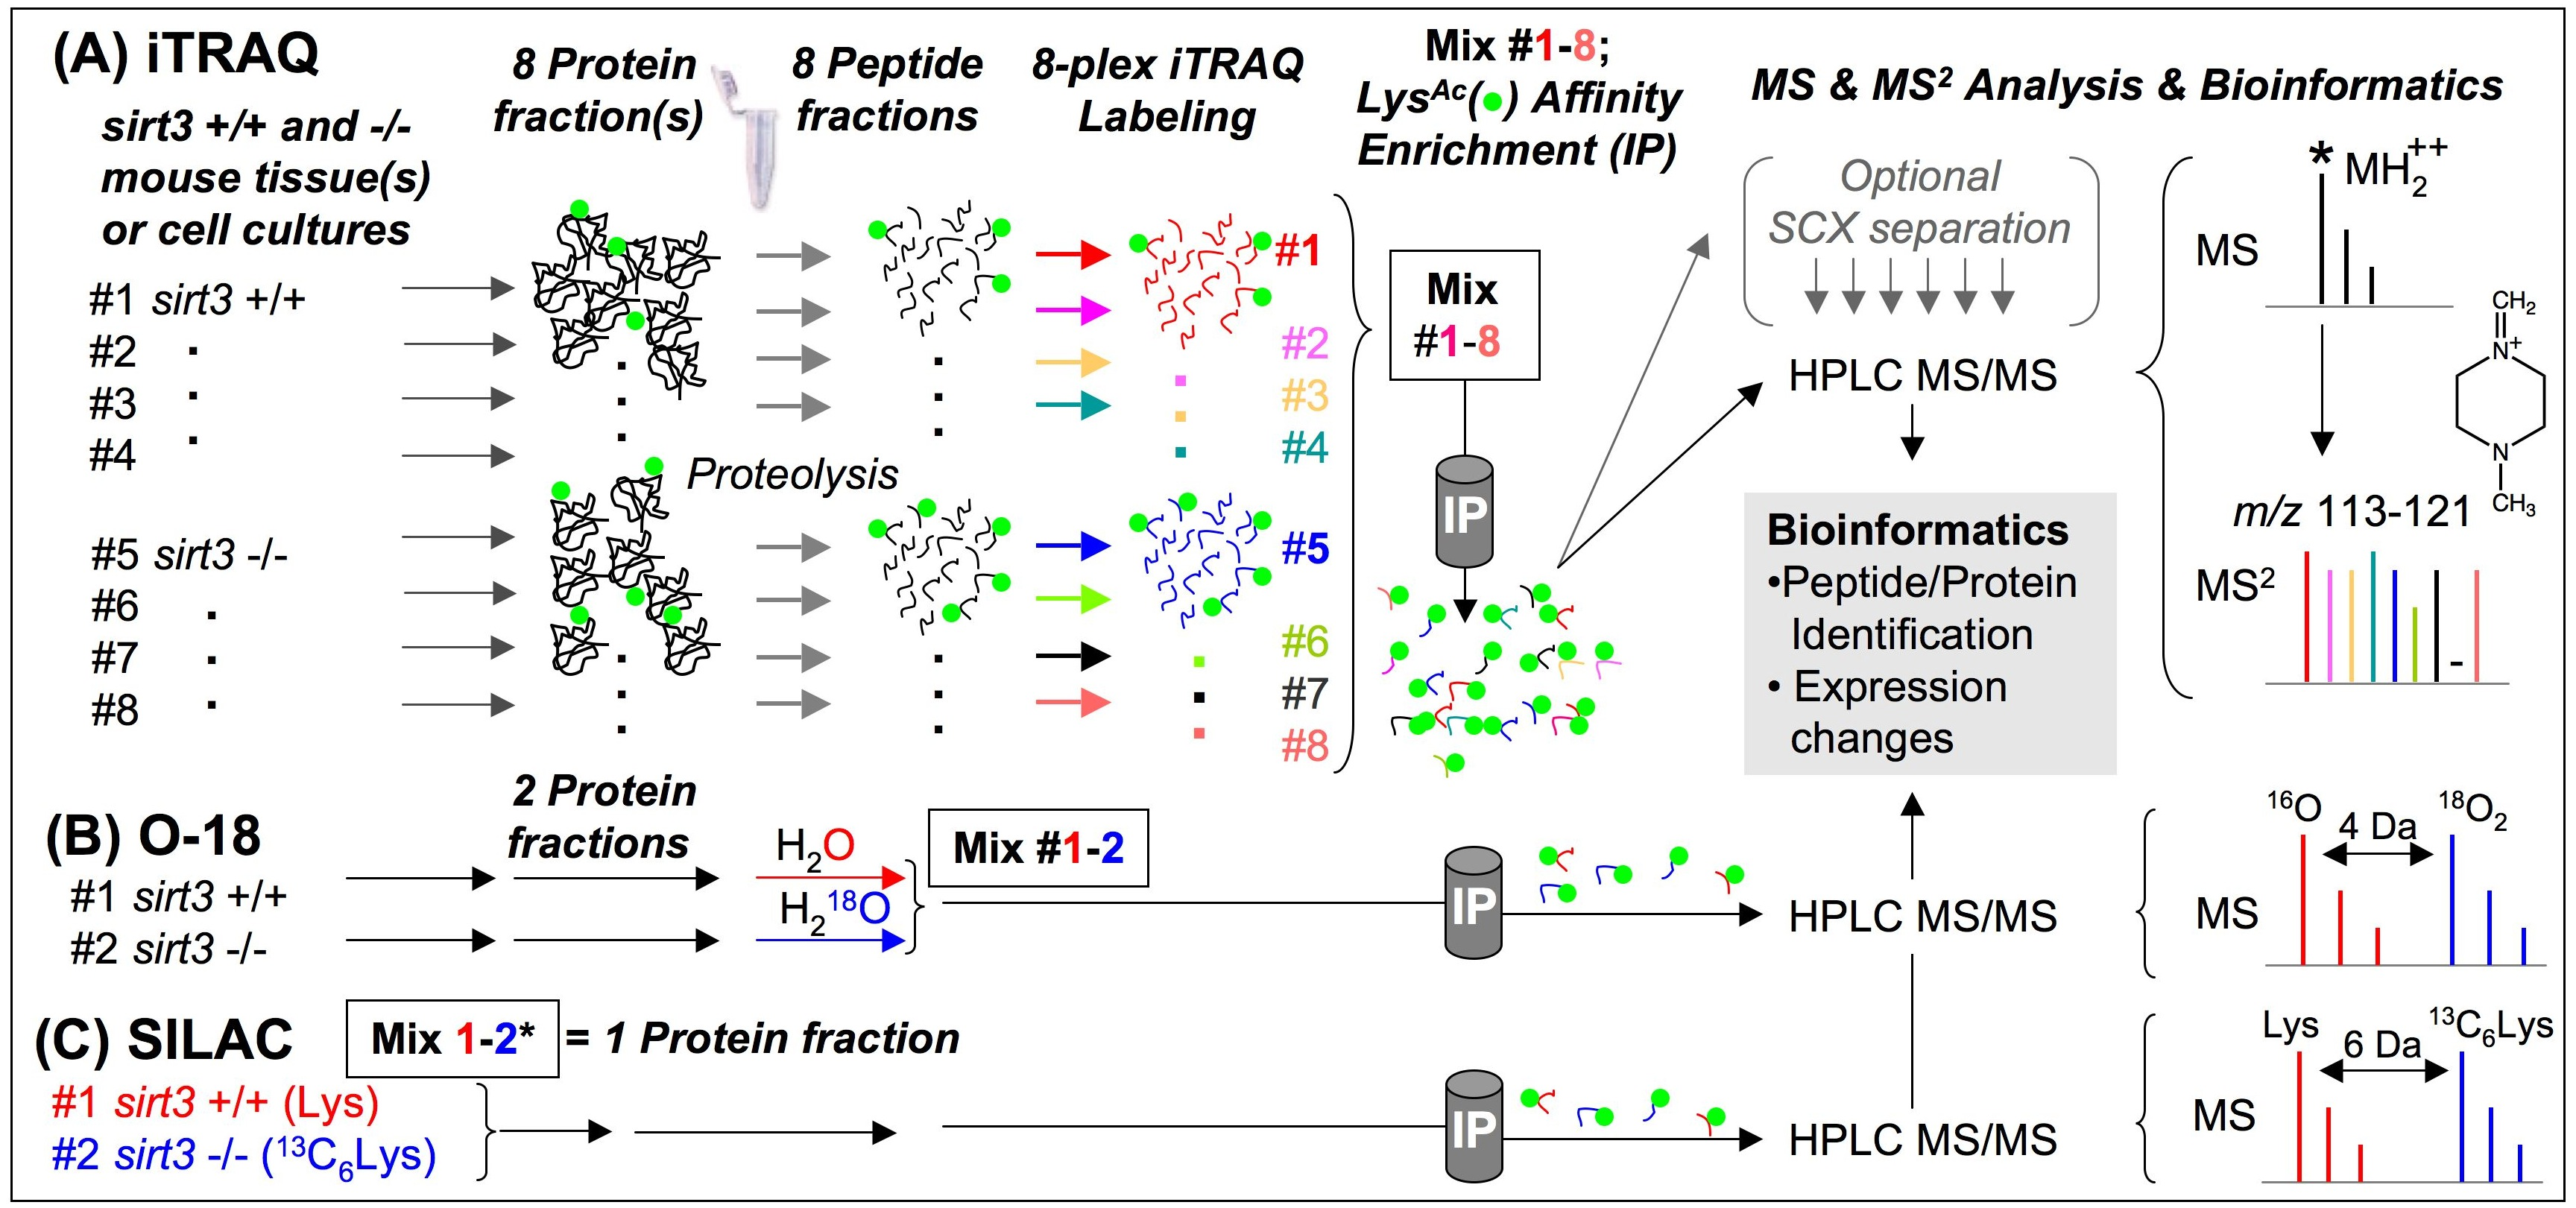 (A) iTRAQ
sirt3 +/+ and -/-
mouse tissue(s)
or cell cultures
#1 sirt3 +/+
#2
#3
#4
#5 sirt3 -/-
#6
#7
#8
8 Protein
fraction(s)
8 Peptide
fractions
Proteolysis
8-plex iTRAQ
Labeling
#1
#2
#3
#4
#5
#6
#7
#8
Mix #1-8;
LysAc(●) Affinity
Enrichment (IP)
Mix
#1-8
IP
MS & MS² Analysis & Bioinformatics
Optional
SCX separation
HPLC MS/MS
Bioinformatics
•Peptide/Protein
Identification
• Expression
changes
* MH₂⁺⁺
MS
CH₂
N⁺
N
CH₃
m/z 113-121
MS²
-
(B) O-18
#1 sirt3 +/+
#2 sirt3 -/-
2 Protein
fractions
H₂O
H₂¹⁸O
Mix #1-2
IP
HPLC MS/MS
MS
¹⁶O
4 Da
¹⁸O₂
(C) SILAC
#1 sirt3 +/+ (Lys)
#2 sirt3 -/- (¹³C₆Lys)
Mix 1-2*
= 1 Protein fraction
IP
HPLC MS/MS
MS
Lys
6 Da
¹³C₆Lys